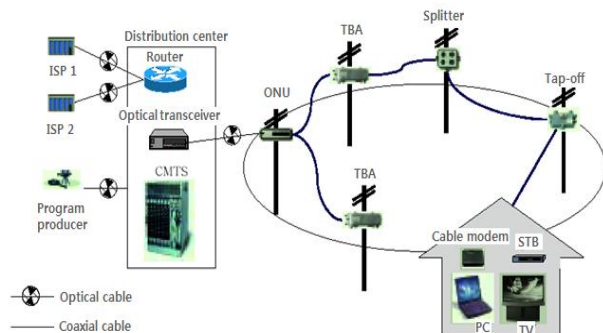 Distribution center
Router
ISP 1
ISP 2
Optical transceiver
CMTS
Program
producer
ONU
TBA
Splitter
Tap-off
TBA
Cable modem
STB
PC
TV
Optical cable
Coaxial cable